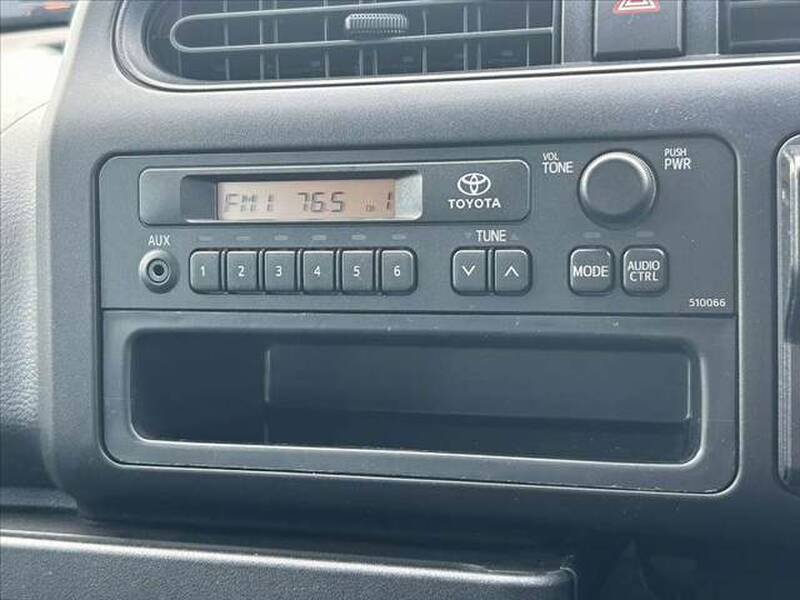 FM1 76.5 CH 1
TOYOTA
VOL
TONE
PUSH
PWR
AUX
1 2 3 4 5 6
TUNE
MODE
AUDIO
CTRL
510066